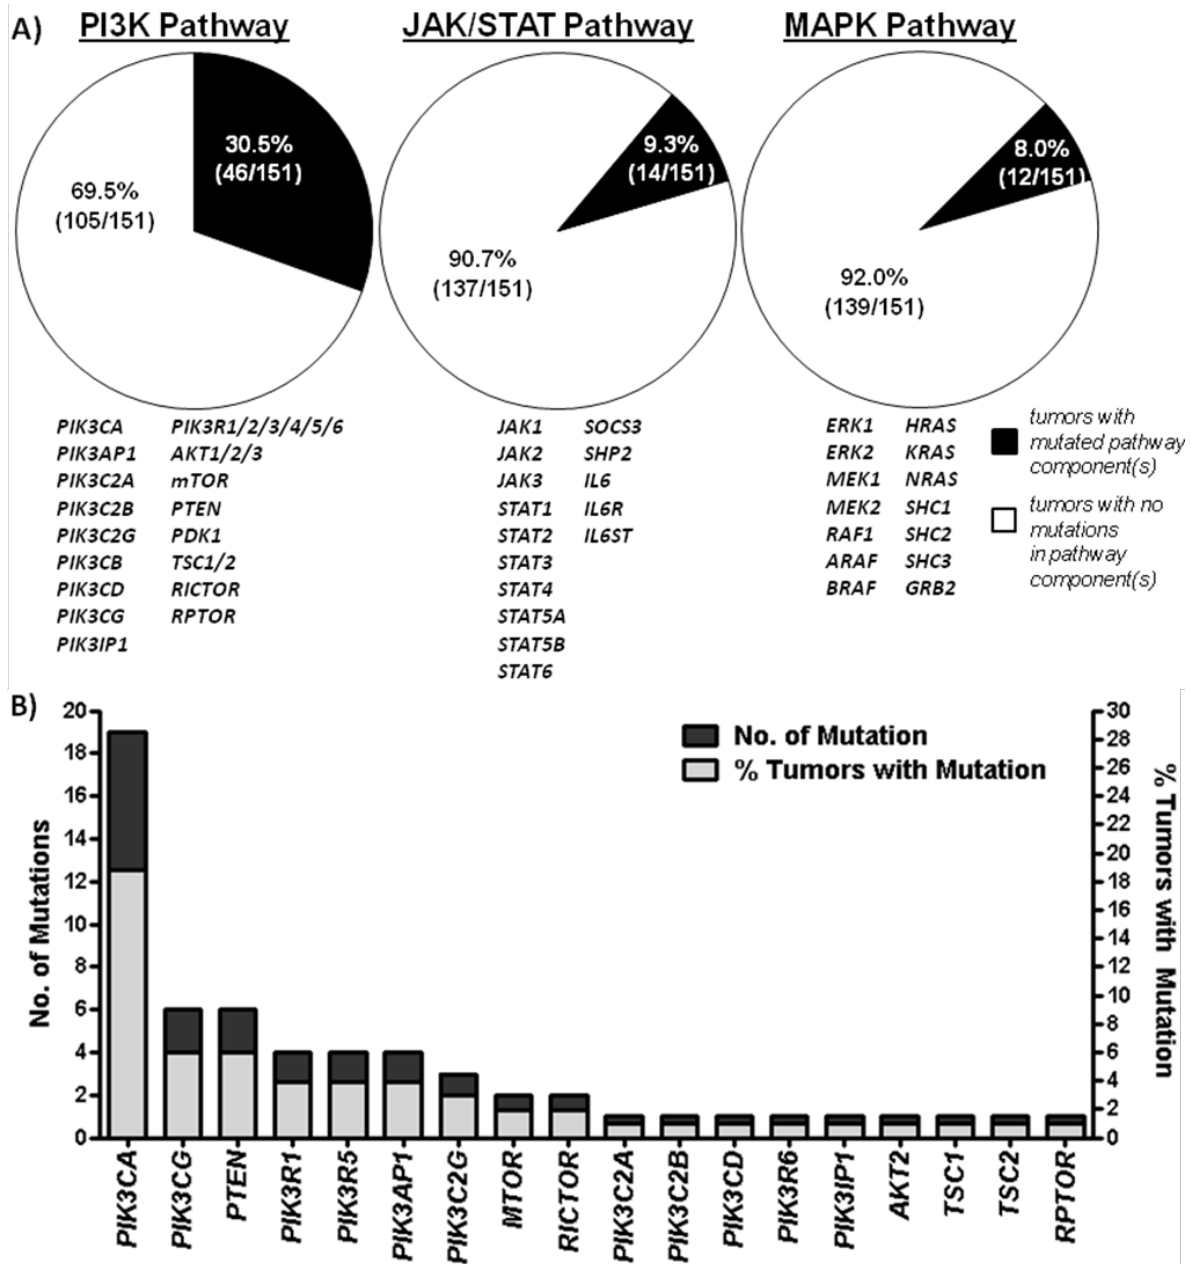 A)
PI3K Pathway
JAK/STAT Pathway
MAPK Pathway
30.5%
(46/151)
69.5%
(105/151)
9.3%
(14/151)
90.7%
(137/151)
8.0%
(12/151)
92.0%
(139/151)
PIK3CA PIK3R1/2/3/4/5/6
PIK3AP1 AKT1/2/3
PIK3C2A mTOR
PIK3C2B PTEN
PIK3C2G PDK1
PIK3CB TSC1/2
PIK3CD RICTOR
PIK3CG RPTOR
PIK3IP1
JAK1 SOCS3
JAK2 SHP2
JAK3 IL6
STAT1 IL6R
STAT2 IL6ST
STAT3
STAT4
STAT5A
STAT5B
STAT6
ERK1 HRAS
ERK2 KRAS
MEK1 NRAS
MEK2 SHC1
RAF1 SHC2
ARAF SHC3
BRAF GRB2
tumors with
mutated pathway
component(s)
tumors with no
mutations
in pathway
component(s)
B)
No. of Mutation
% Tumors with Mutation
No. of Mutations
20
18
16
14
12
10
8
6
4
2
0
30
28
26
24
22
20
18
16
14
12
10
8
6
4
2
0
% Tumors with Mutation
PIK3CA
PIK3CG
PTEN
PIK3R1
PIK3R5
PIK3AP1
PIK3C2G
MTOR
RICTOR
PIK3C2A
PIK3C2B
PIK3CD
PIK3R6
PIK3IP1
AKT2
TSC1
TSC2
RPTOR